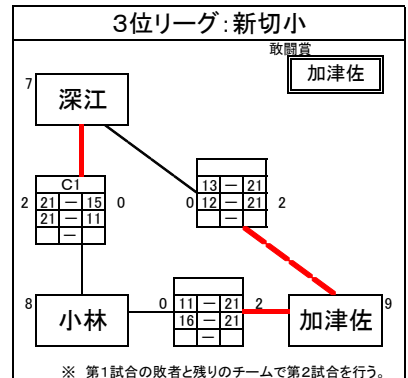 3位リーグ:新切小
敢闘賞
加津佐
7
深江
C1
2 21 － 15 0
21 － 11
－
13 － 21
0 12 － 21 2
－
8
小林
0 11 － 21 2
16 － 21
－
加津佐
9
※ 第1試合の敗者と残りのチームで第2試合を行う。